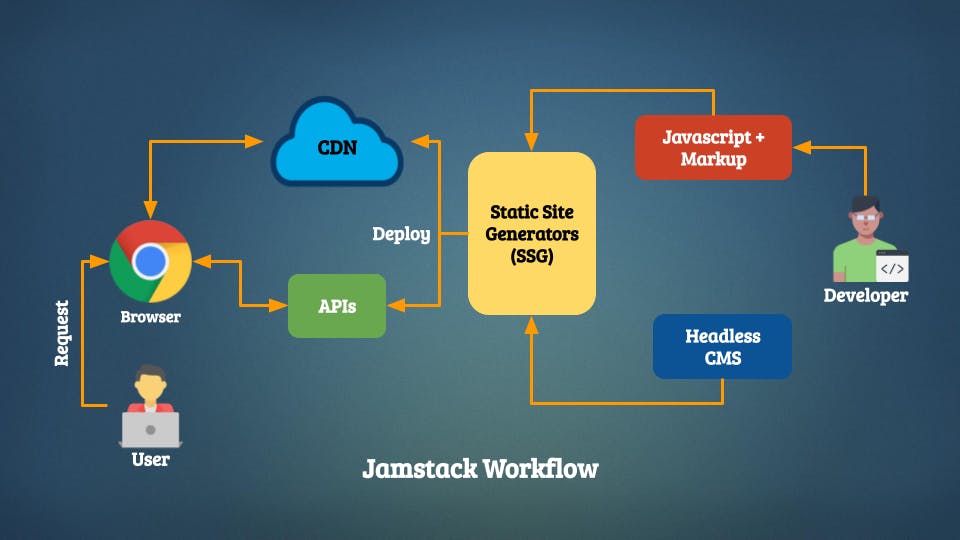 CDN
Javascript +
Markup
Static Site
Generators
(SSG)
Deploy
APIs
</>
Developer
Browser
Request
Headless
CMS
User
Jamstack Workflow